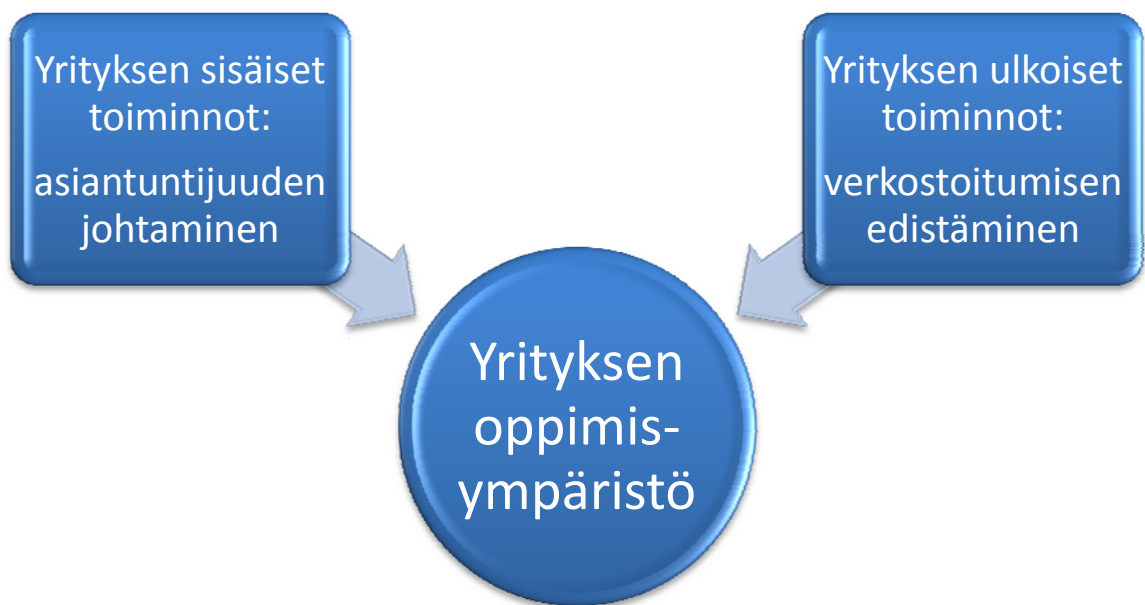 Yrityksen sisäiset
toiminnot:
asiantuntijuuden
johtaminen
Yrityksen ulkoiset
toiminnot:
verkostoitumisen
edistäminen
Yrityksen
oppimis-
ympäristö